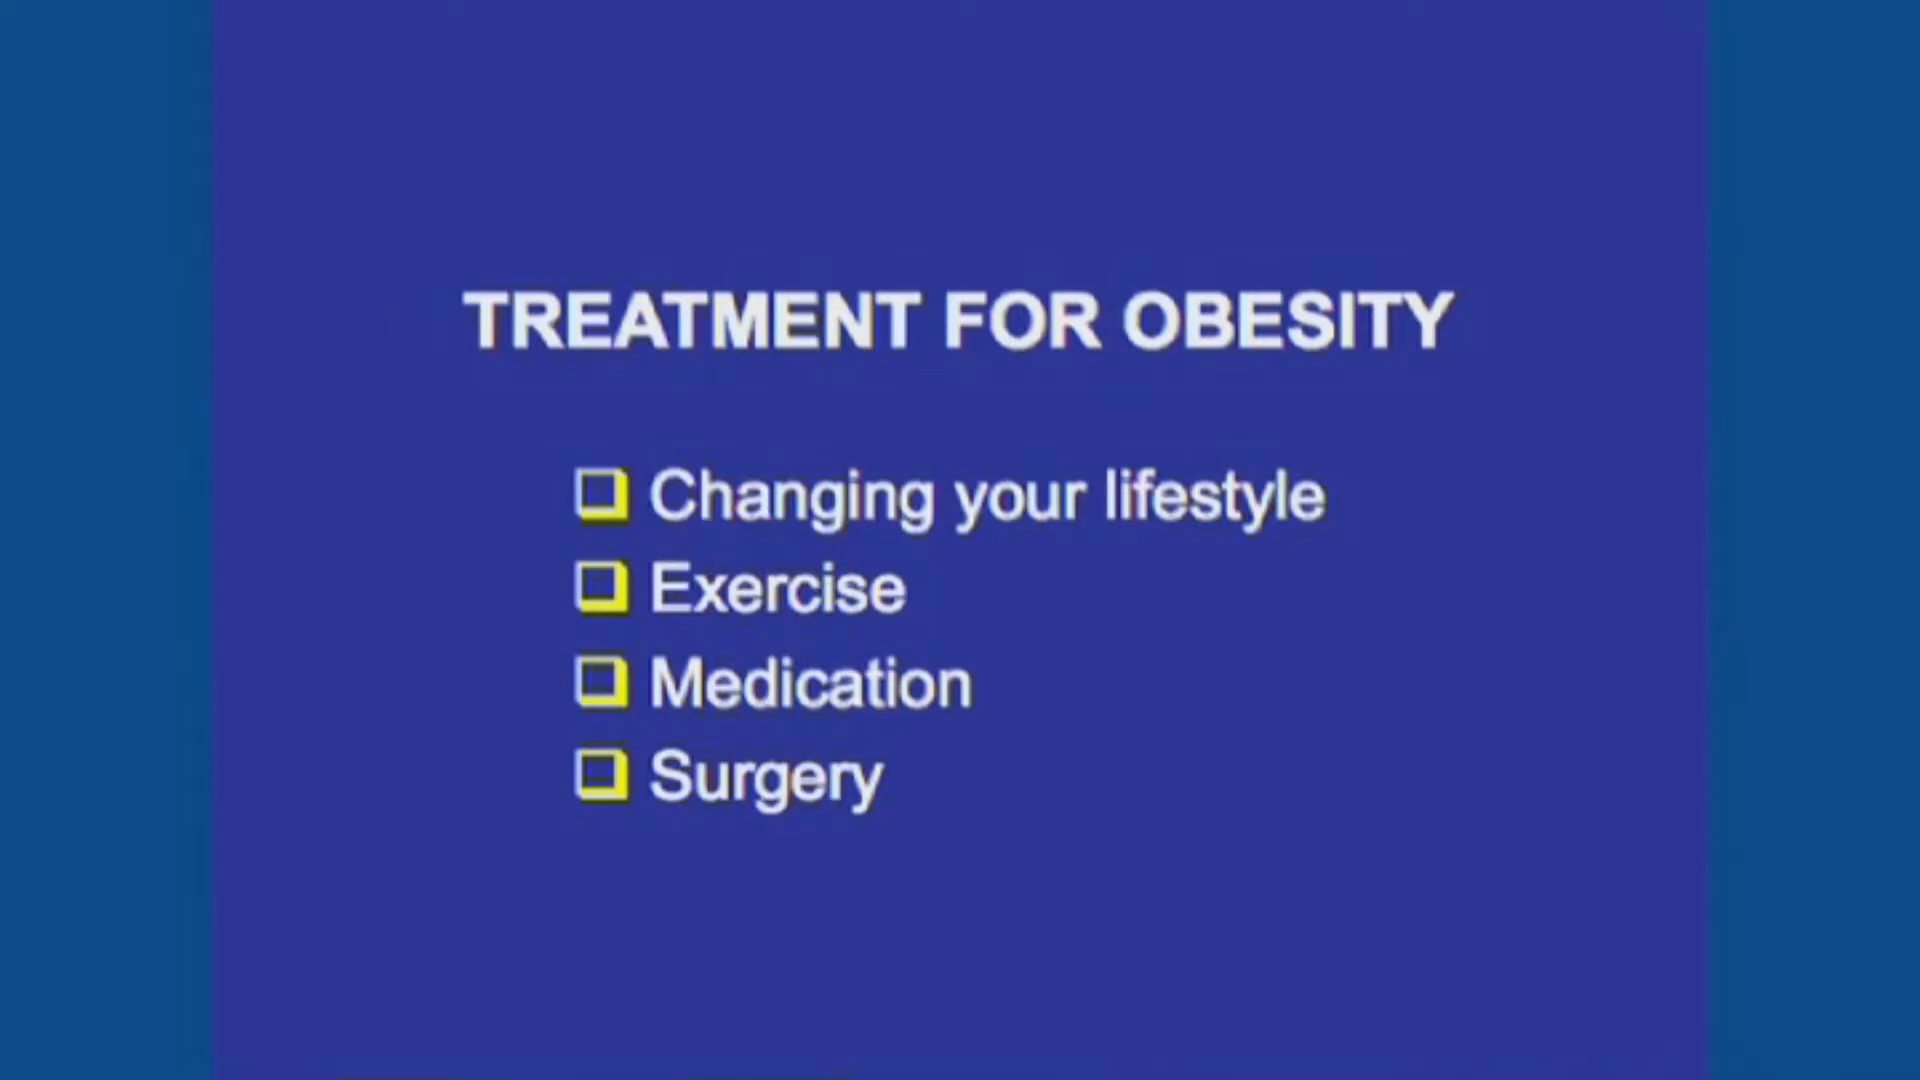 TREATMENT FOR OBESITY
Changing your lifestyle
Exercise
Medication
Surgery